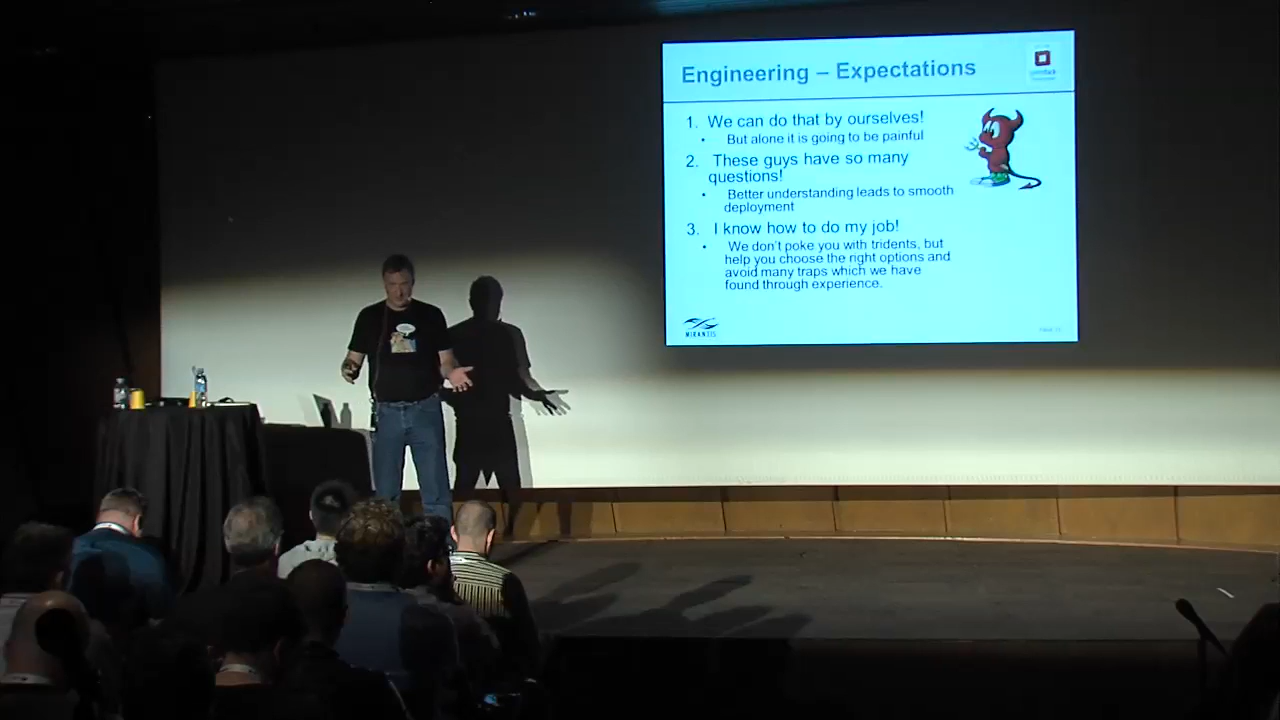 Engineering – Expectations
1. We can do that by ourselves!
• But alone it is going to be painful
2. These guys have so many
questions!
• Better understanding leads to smooth
deployment
3. I know how to do my job!
• We don't poke you with tridents, but
help you choose the right options and
avoid many traps which we have
found through experience.
MIRANTIS